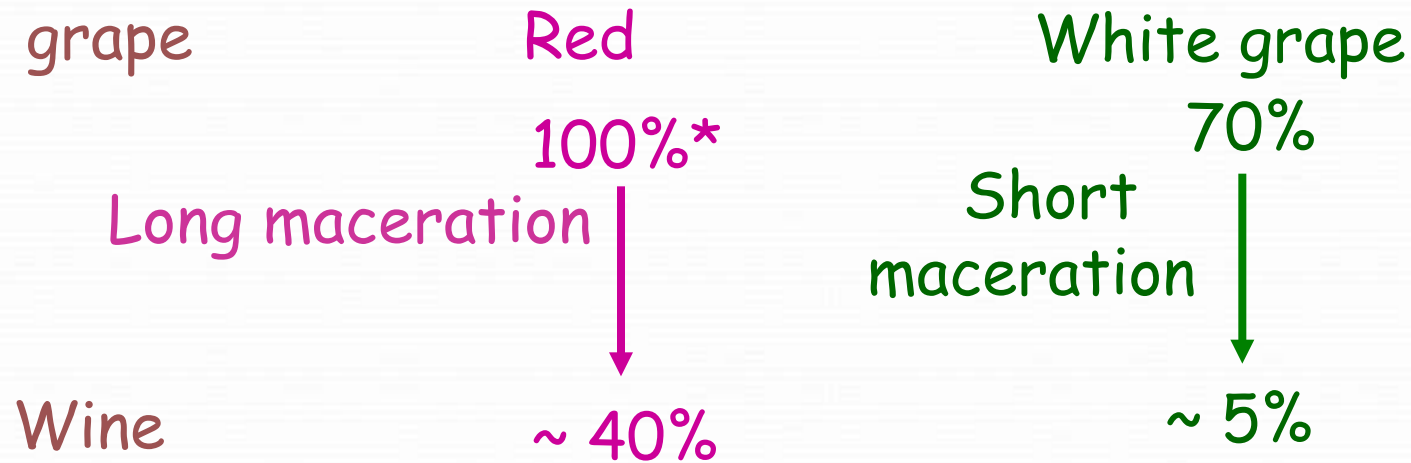 grape Red White grape
100%* 70%
Long maceration Short
maceration
Wine ~ 40% ~ 5%